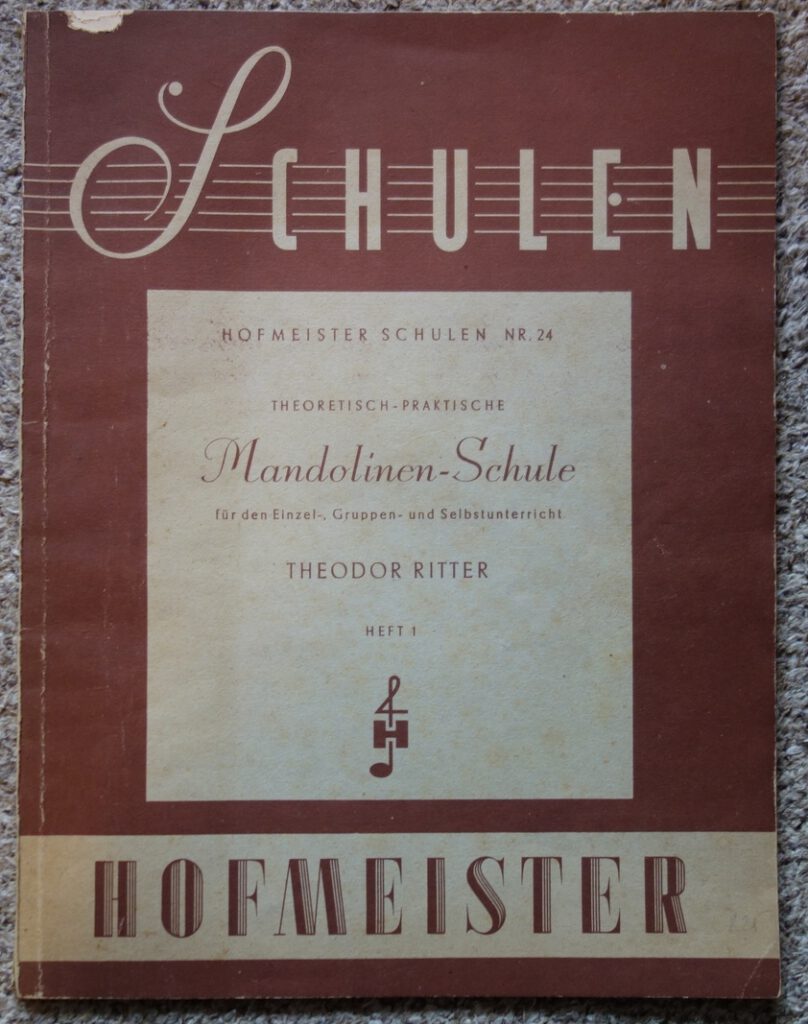 SCHULEN
HOFMEISTER SCHULEN NR. 24
THEORETISCH-PRAKTISCHE
Mandolinen-Schule
für den Einzel-, Gruppen- und Selbstunterricht
THEODOR RITTER
HEFT 1
H
HOFMEISTER